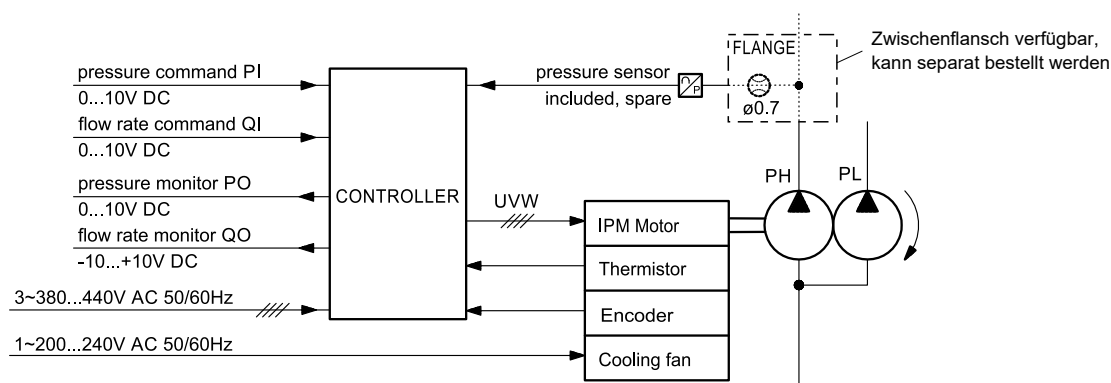 FLANGE
Zwischenflansch verfügbar,
kann separat bestellt werden
pressure command PI
0...10V DC
flow rate command QI
0...10V DC
pressure monitor PO
0...10V DC
flow rate monitor QO
-10...+10V DC
3~380...440V AC 50/60Hz
1~200...240V AC 50/60Hz
CONTROLLER
pressure sensor
included, spare
P
ø0.7
UVW
IPM Motor
Thermistor
Encoder
Cooling fan
PH
PL